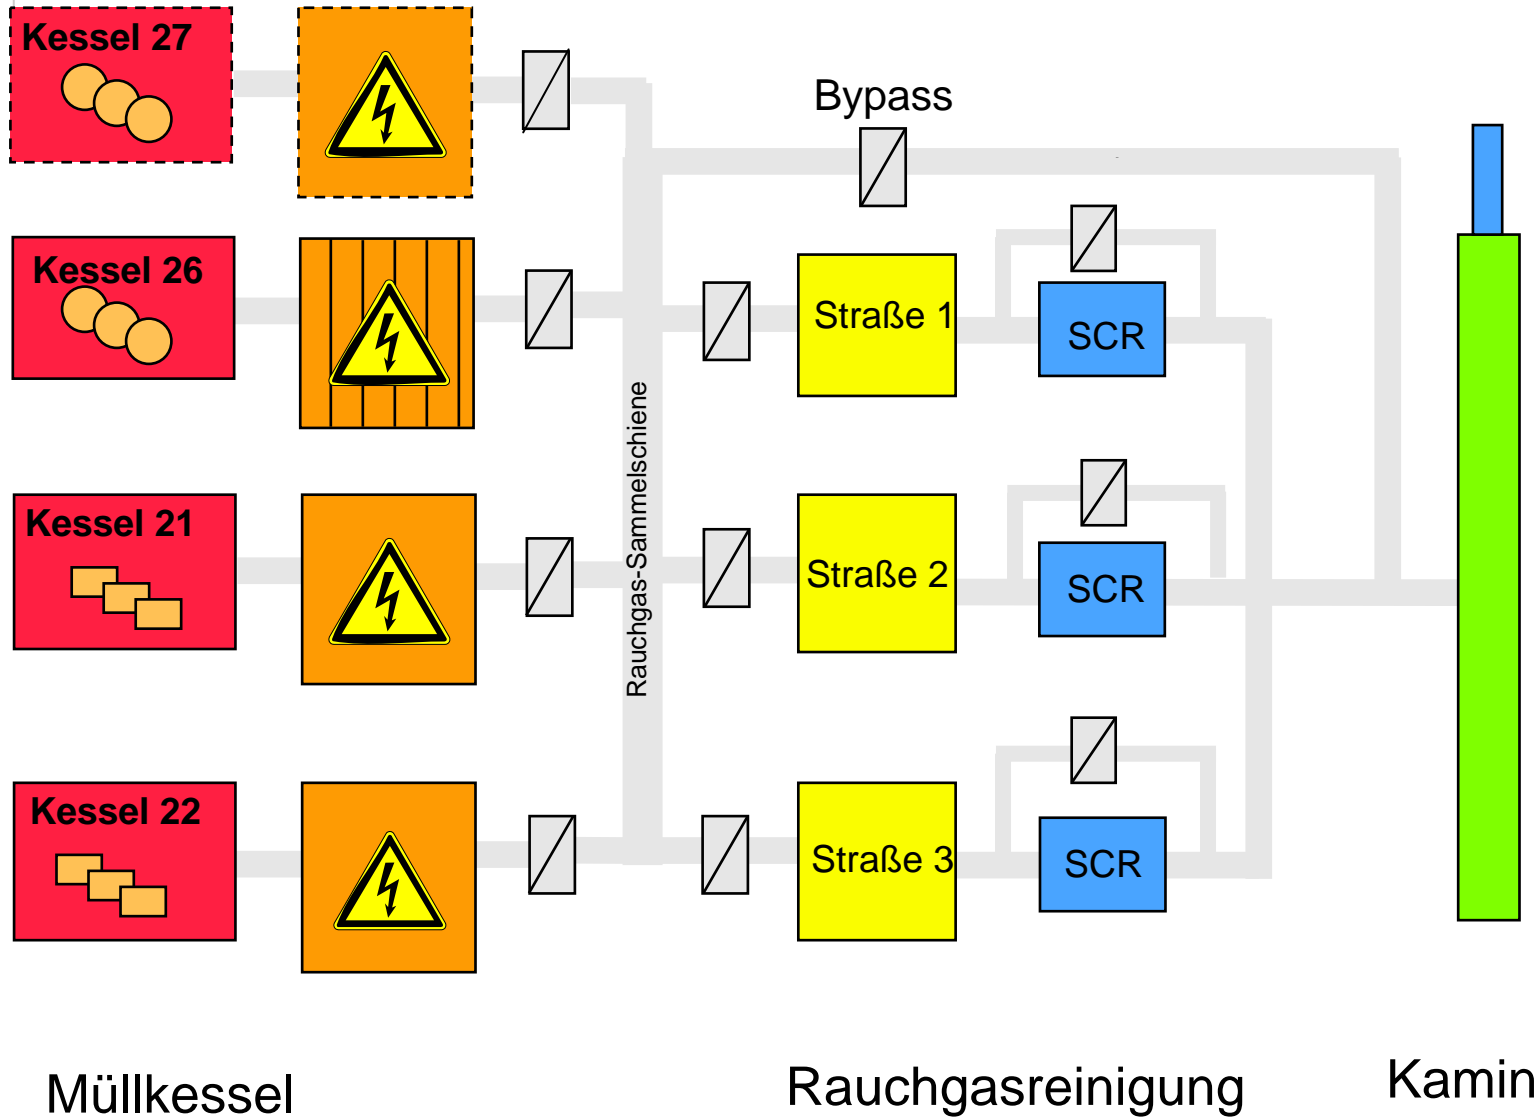 Kessel 27
Bypass
Kessel 26
Straße 1
SCR
Rauchgas-Sammelschiene
Kessel 21
Straße 2
SCR
Kessel 22
Straße 3
SCR
Müllkessel
Rauchgasreinigung
Kamin